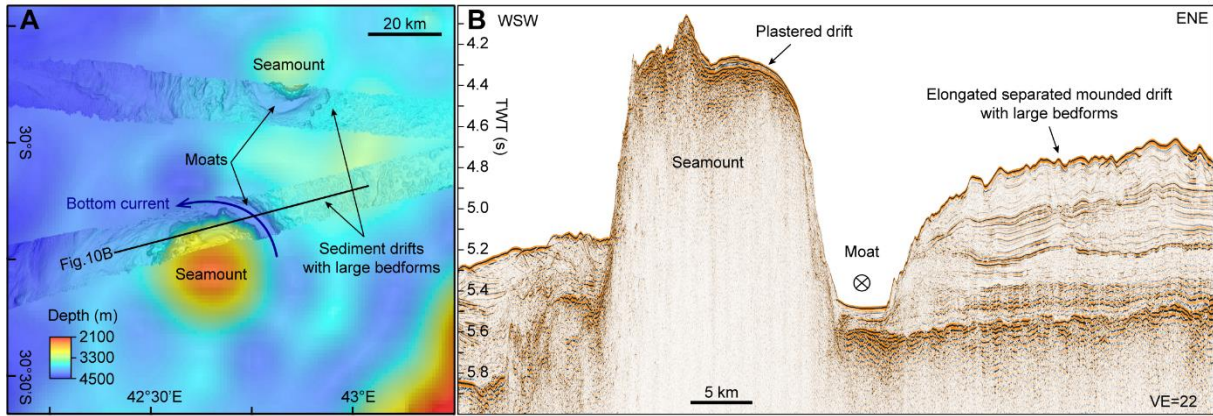 A
20 km
Seamount
30°S
Moats
Bottom current
Fig.10B
Sediment drifts
with large bedforms
Seamount
Depth (m)
2100
3300
4500
30°30'S
42°30'E
43°E
B
WSW
ENE
4.2
4.4
4.6
4.8
5.0
5.2
5.4
5.6
5.8
TWT (s)
Plastered drift
Elongated separated mounded drift
with large bedforms
Seamount
Moat
5 km
VE=22